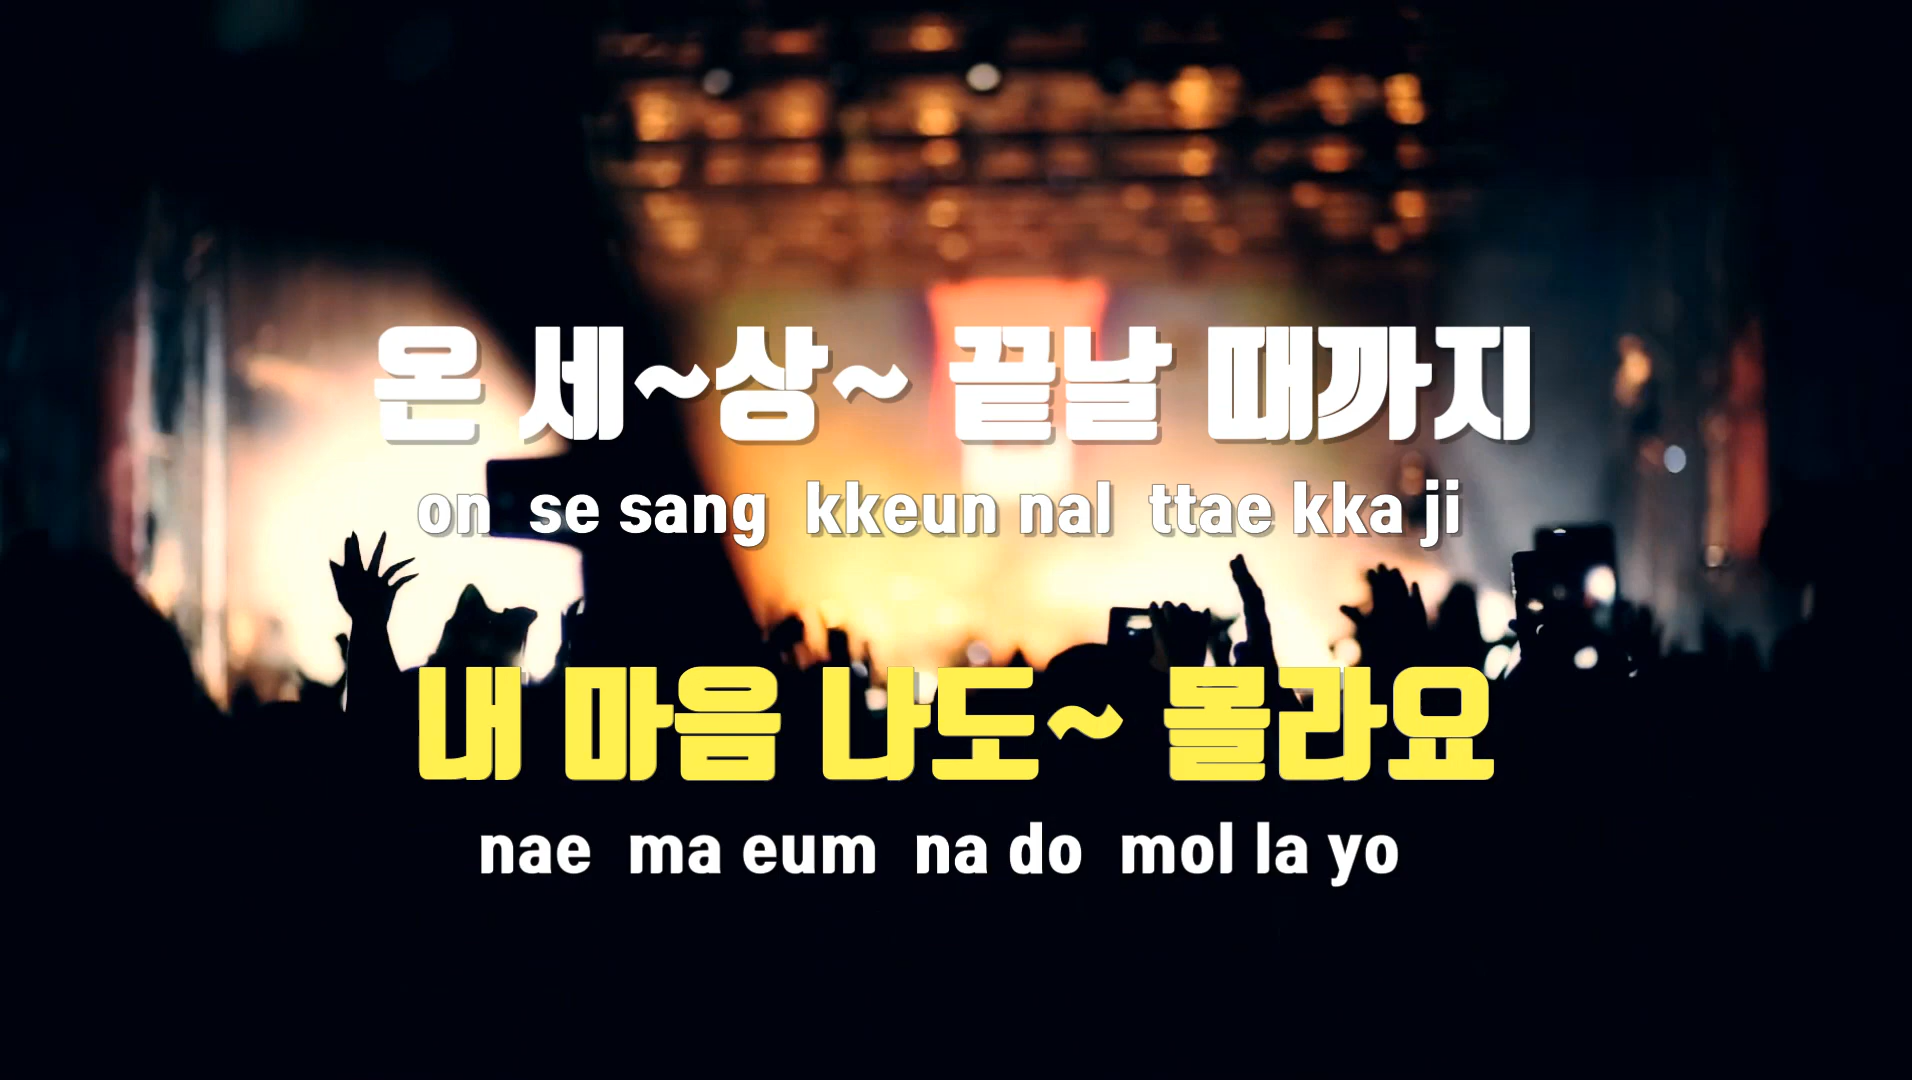 온 세~상~ 끝날 때까지
on se sang kkeun nal ttae kka ji
내 마음 나도~ 몰라요
nae ma eum na do mol la yo